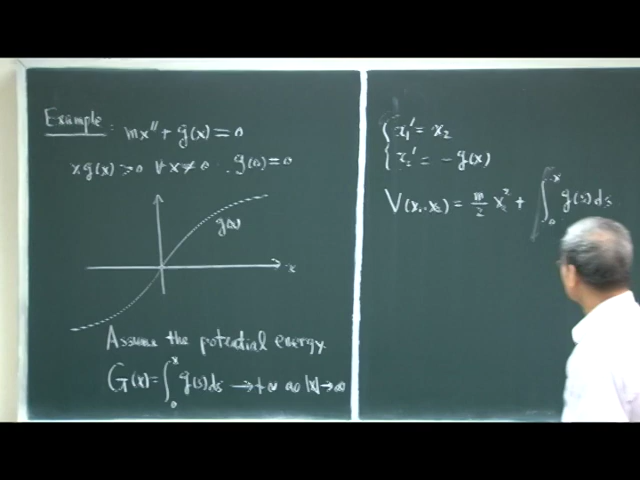 Example: mx'' + g(x) = 0
xg(x) > 0 ∀ x ≠ 0 . g(0) = 0
g(x)
x
Assume the potential energy
G(x) = ∫₀ˣ g(s) ds → +∞ as |x| → ∞
{ x₁' = x₂
{ x₂' = - g(x)
V(x₁, x₂) = m/2 x₂² + ∫₀ˣ g(s) ds